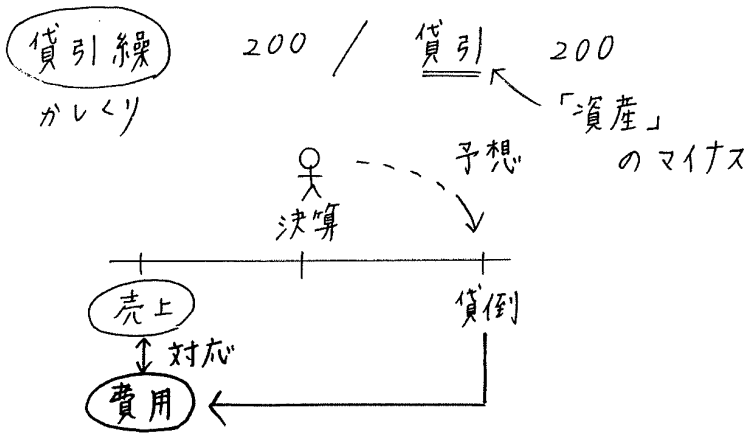 貸引繰 200 / 貸引 200
かしくり
「資産」
のマイナス
予想
決算
売上
貸倒
対応
費用